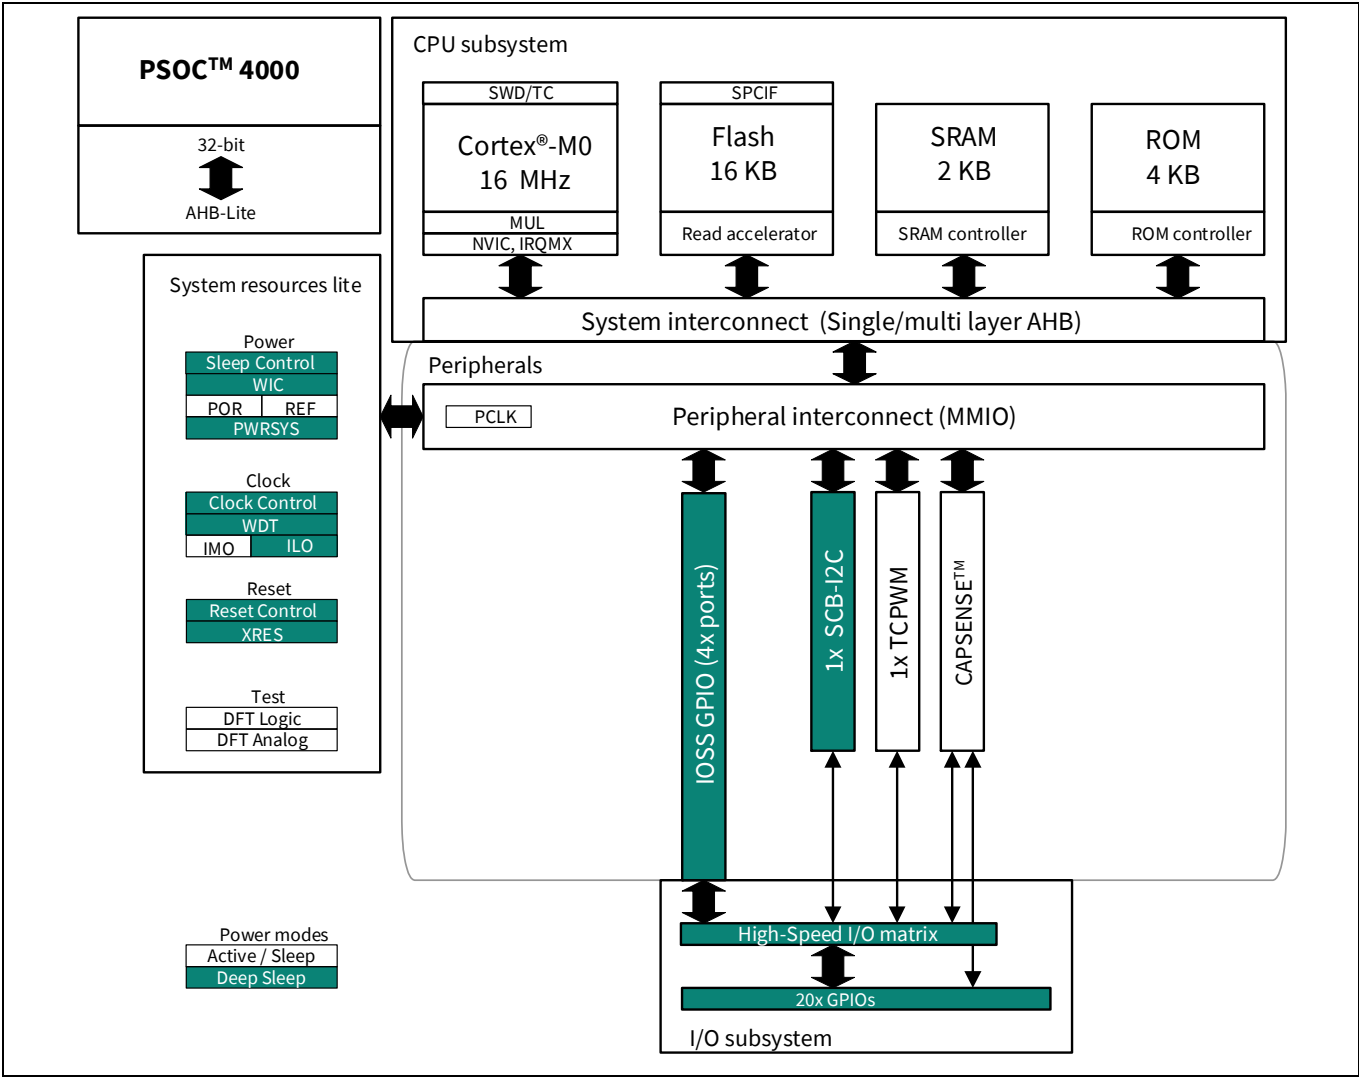 PSOC™ 4000
32-bit
AHB-Lite
CPU subsystem
SWD/TC
Cortex®-M0
16 MHz
MUL
NVIC, IRQMX
SPCIF
Flash
16 KB
Read accelerator
SRAM
2 KB
SRAM controller
ROM
4 KB
ROM controller
System interconnect (Single/multi layer AHB)
System resources lite
Power
Sleep Control
WIC
POR
REF
PWRSYS
Clock
Clock Control
WDT
IMO
ILO
Reset
Reset Control
XRES
Test
DFT Logic
DFT Analog
Peripherals
PCLK
Peripheral interconnect (MMIO)
IOSS GPIO (4x ports)
1x SCB-I2C
1x TCPWM
CAPSENSE™
High-Speed I/O matrix
20x GPIOs
I/O subsystem
Power modes
Active / Sleep
Deep Sleep